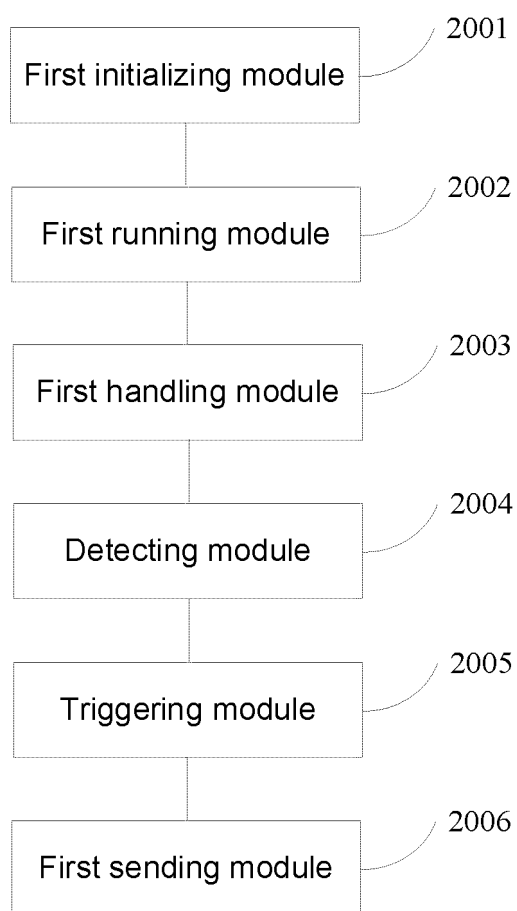 2001
First initializing module
2002
First running module
2003
First handling module
2004
Detecting module
2005
Triggering module
2006
First sending module